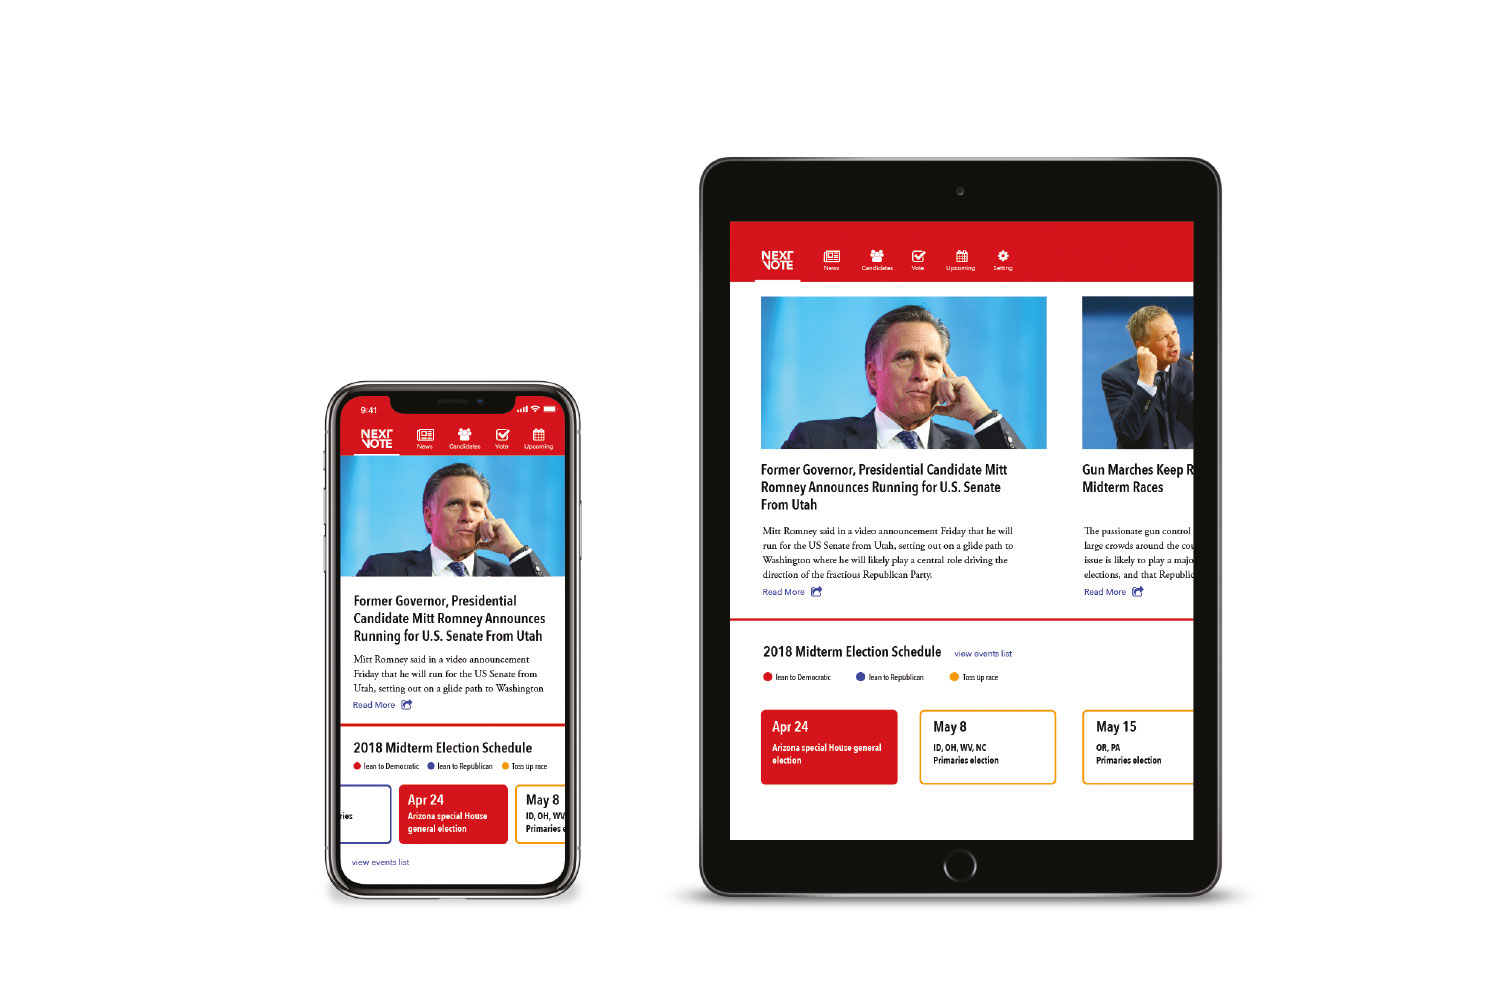 9:41
NEXT
VOTE
News
Candidates
Vote
Upcoming
Former Governor, Presidential
Candidate Mitt Romney Announces
Running for U.S. Senate From Utah
Mitt Romney said in a video announcement
Friday that he will run for the US Senate from
Utah, setting out on a glide path to Washington
Read More
2018 Midterm Election Schedule
lean to Democratic
lean to Republican
Toss up race
Apr 24
Arizona special House
general election
May 8
ID, OH, WV
Primaries
view events list
NEXT
VOTE
News
Candidates
Vote
Upcoming
Setting
Former Governor, Presidential Candidate Mitt
Romney Announces Running for U.S. Senate
From Utah
Mitt Romney said in a video announcement Friday that he will
run for the US Senate from Utah, setting out on a glide path to
Washington where he will likely play a central role driving the
direction of the fractious Republican Party.
Read More
Gun Marches Keep R
Midterm Races
The passionate gun control
large crowds around the cou
issue is likely to play a majo
elections, and that Republic
Read More
2018 Midterm Election Schedule
view events list
lean to Democratic
lean to Republican
Toss up race
Apr 24
Arizona special House general
election
May 8
ID, OH, WV, NC
Primaries election
May 15
OR, PA
Primaries election